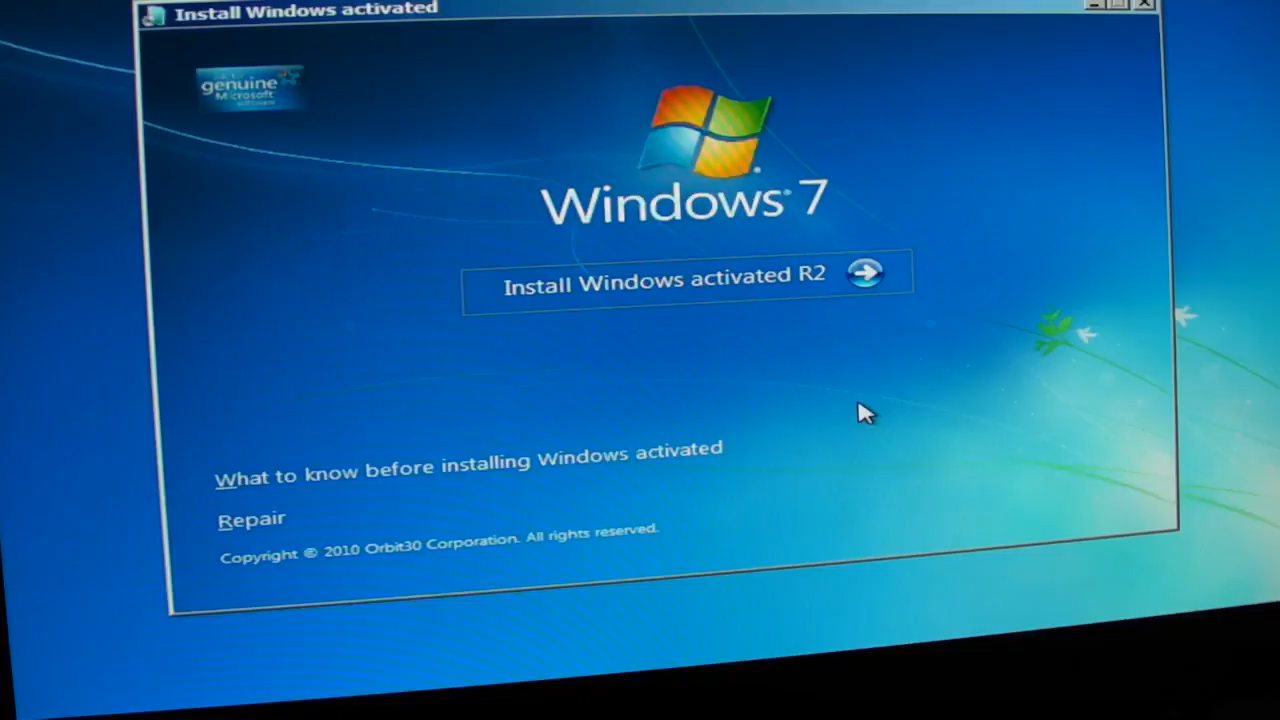 Install Windows activated
genuine
Microsoft
software
Windows 7
Install Windows activated R2
What to know before installing Windows activated
Repair
Copyright © 2010 Orbit30 Corporation. All rights reserved.